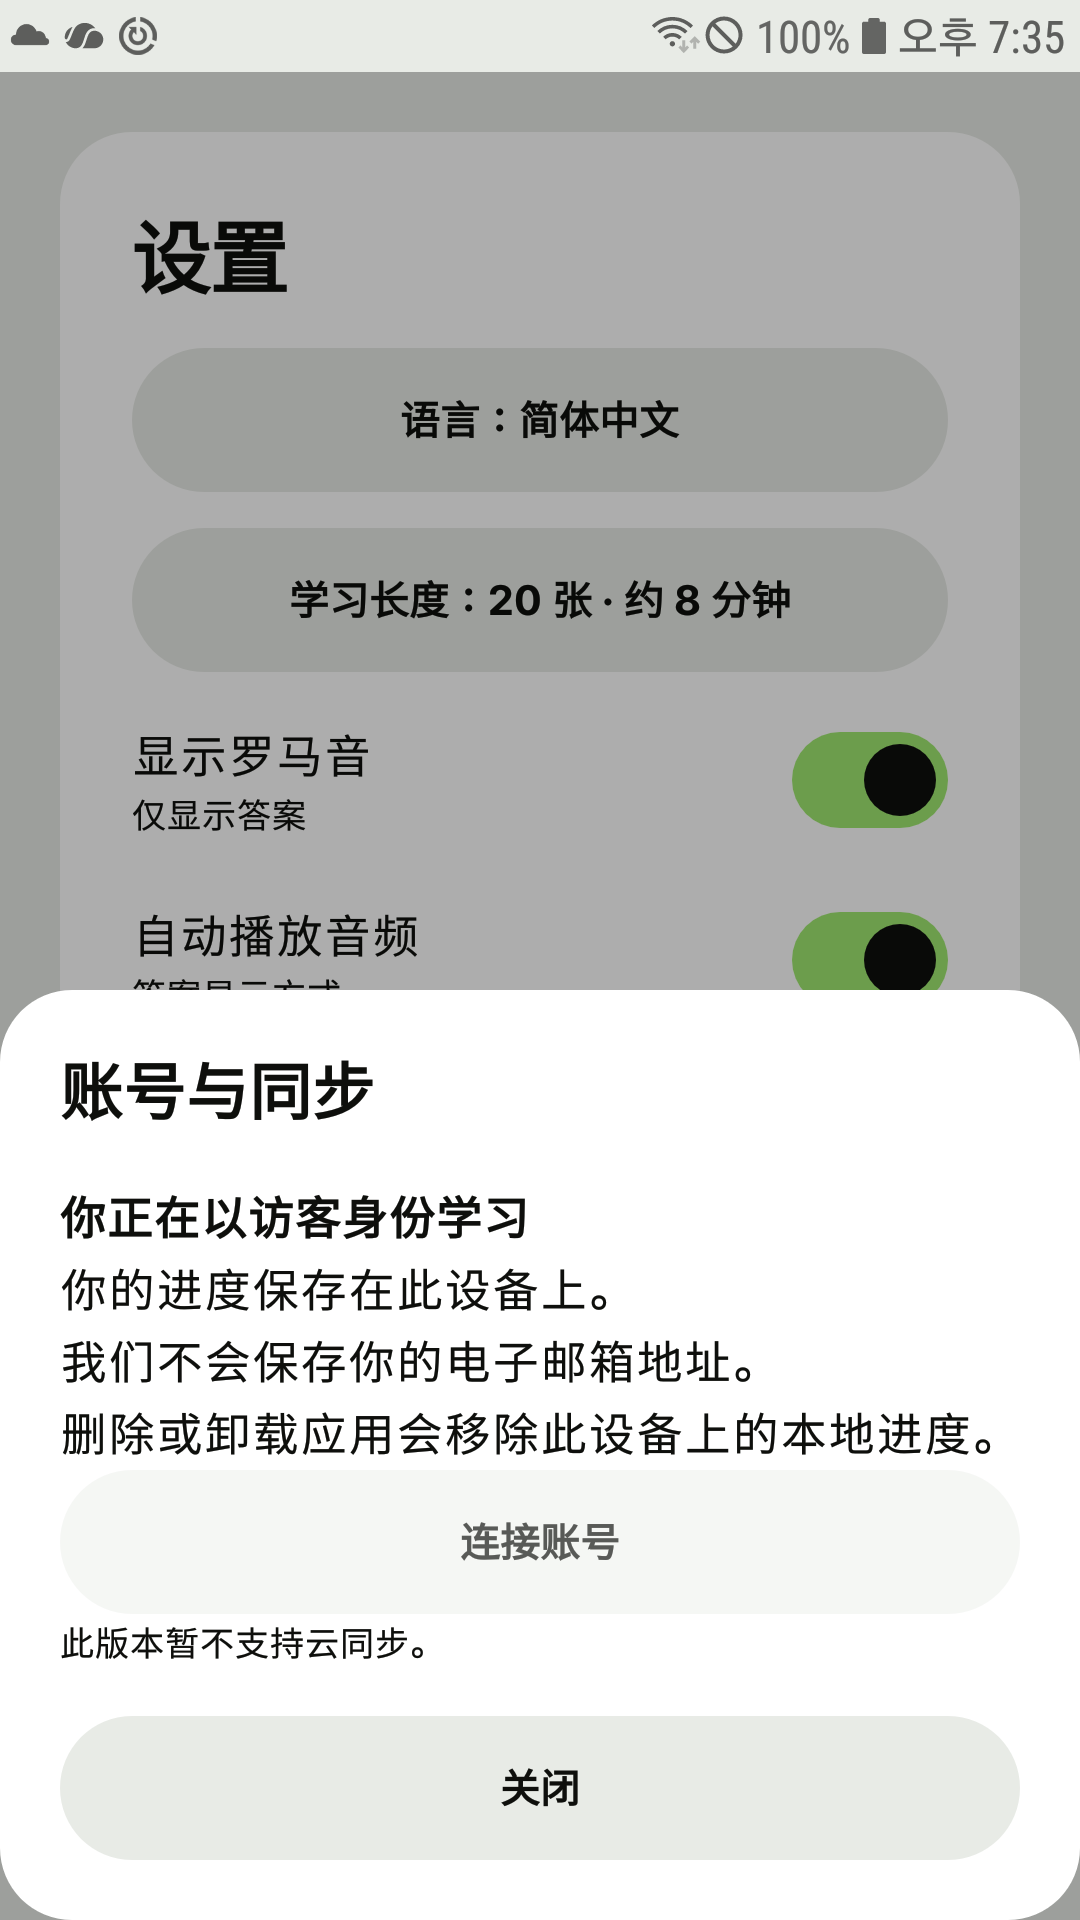 100% 오후 7:35
设置
语言：简体中文
学习长度：20 张 · 约 8 分钟
显示罗马音
仅显示答案
自动播放音频
账号与同步
你正在以访客身份学习
你的进度保存在此设备上。
我们不会保存你的电子邮箱地址。
删除或卸载应用会移除此设备上的本地进度。
连接账号
此版本暂不支持云同步。
关闭